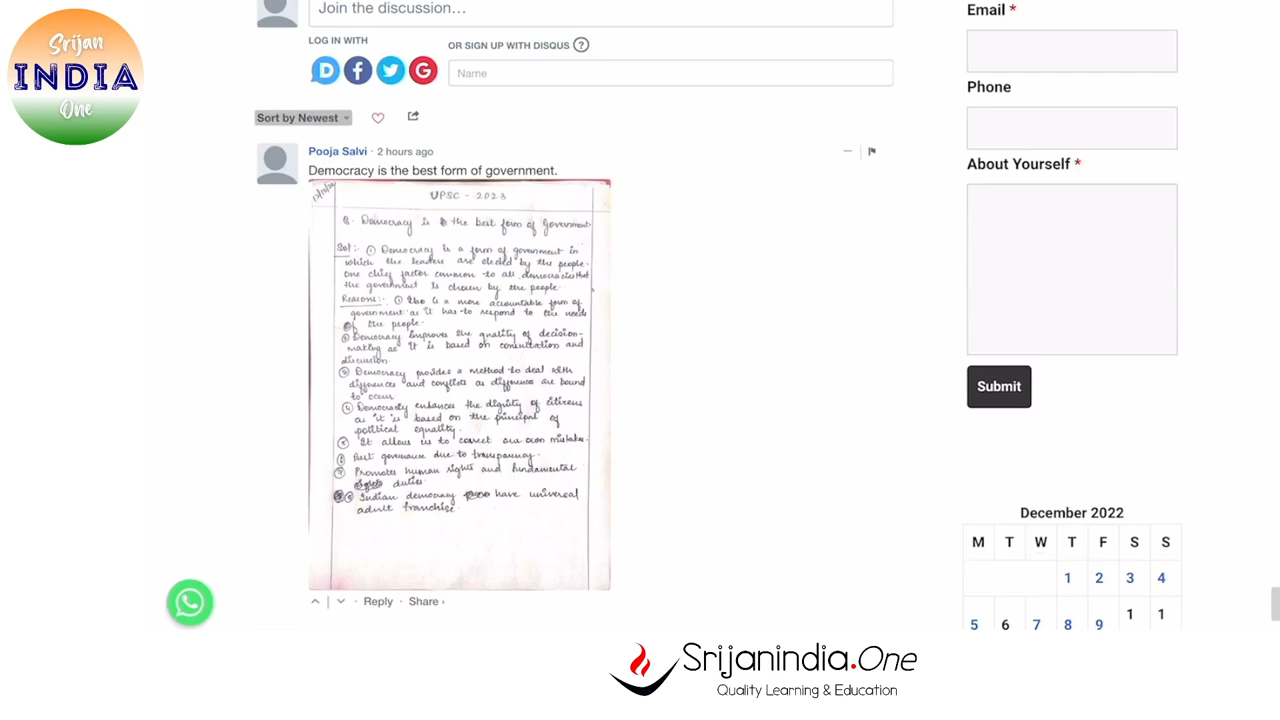 Srijan
INDIA
One
Join the discussion...
LOG IN WITH
OR SIGN UP WITH DISQUS ?
Name
Sort by Newest
Pooja Salvi · 2 hours ago
Democracy is the best form of government.
UPSC - 2023
Q. Democracy is the best form of Government
Sol:- ① Democracy is a form of government in
which the leaders are elected by the people.
One chief factor common to all democracies that
the government is chosen by the people.
Reasons:- ① is a more accountable form of
government as it has to respond to the needs
of the people.
② Democracy improves the quality of decision-
making as it is based on consultation and
discussion.
③ Democracy provides a method to deal with
differences and conflicts as differences are bound
to occur
④ Democracy enhances the dignity of citizens
as it is based on the principal of
political equality.
⑤ It allows us to correct our own mistakes.
⑥ Best governance due to transparency.
⑦ Promotes human rights and fundamental
duties.
⑧ Indian democracy have universal
adult franchise.
Reply · Share ›
Email *
Phone
About Yourself *
Submit
December 2022
M T W T F S S
1 2 3 4
5 6 7 8 9 1 1
Srijanindia.One
Quality Learning & Education